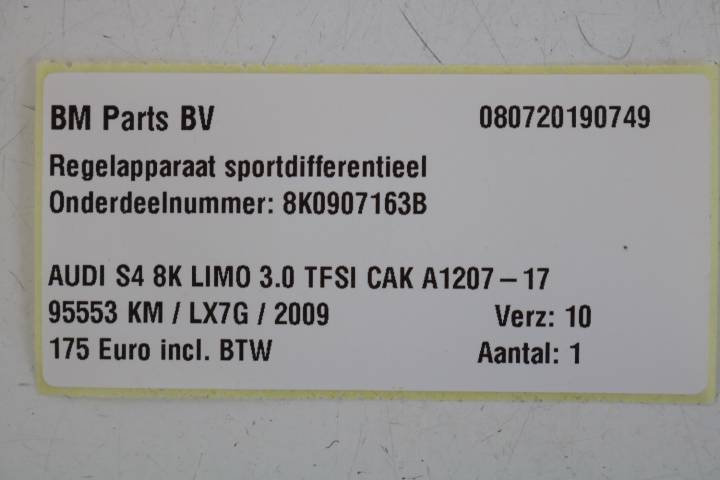 BM Parts BV 080720190749
Regelapparaat sportdifferentieel
Onderdeelnummer: 8K0907163B
AUDI S4 8K LIMO 3.0 TFSI CAK A1207-17
95553 KM / LX7G / 2009 Verz: 10
175 Euro incl. BTW Aantal: 1